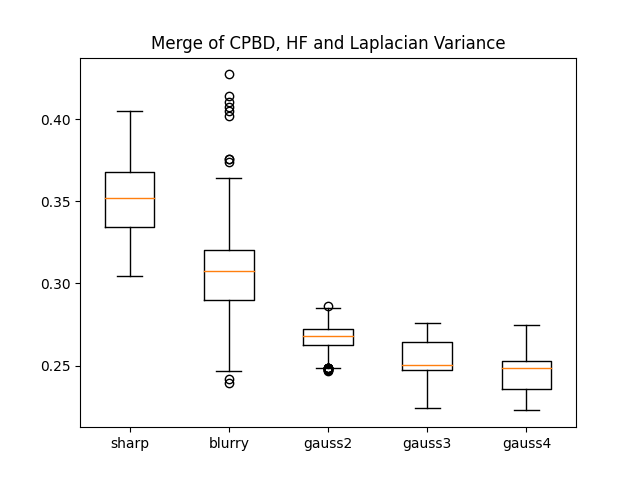 Merge of CPBD, HF and Laplacian Variance
0.40
0.35
0.30
0.25
sharp blurry gauss2 gauss3 gauss4